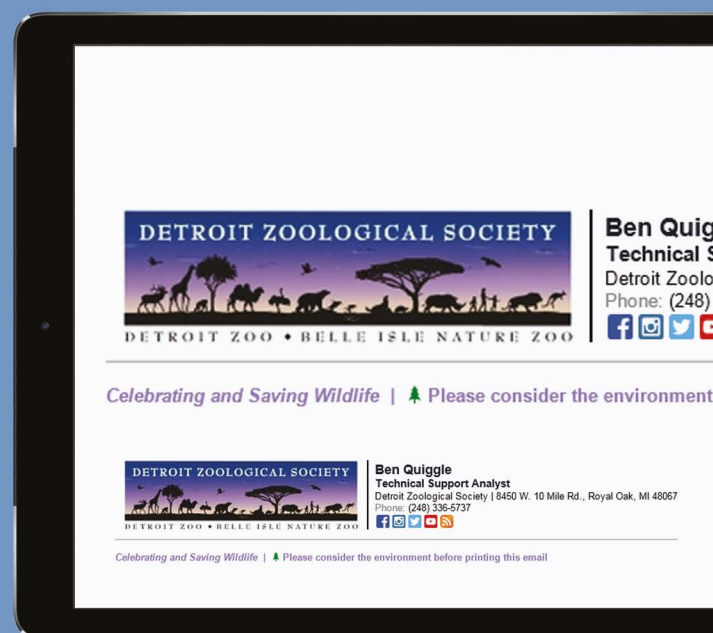 DETROIT ZOOLOGICAL SOCIETY
DETROIT ZOO • BELLE ISLE NATURE ZOO
Ben Quig
Technical S
Detroit Zoolo
Phone: (248)
Celebrating and Saving Wildlife | Please consider the environment
DETROIT ZOOLOGICAL SOCIETY
DETROIT ZOO • BELLE ISLE NATURE ZOO
Ben Quiggle
Technical Support Analyst
Detroit Zoological Society | 8450 W. 10 Mile Rd., Royal Oak, MI 48067
Phone: (248) 336-5737
Celebrating and Saving Wildlife | Please consider the environment before printing this email